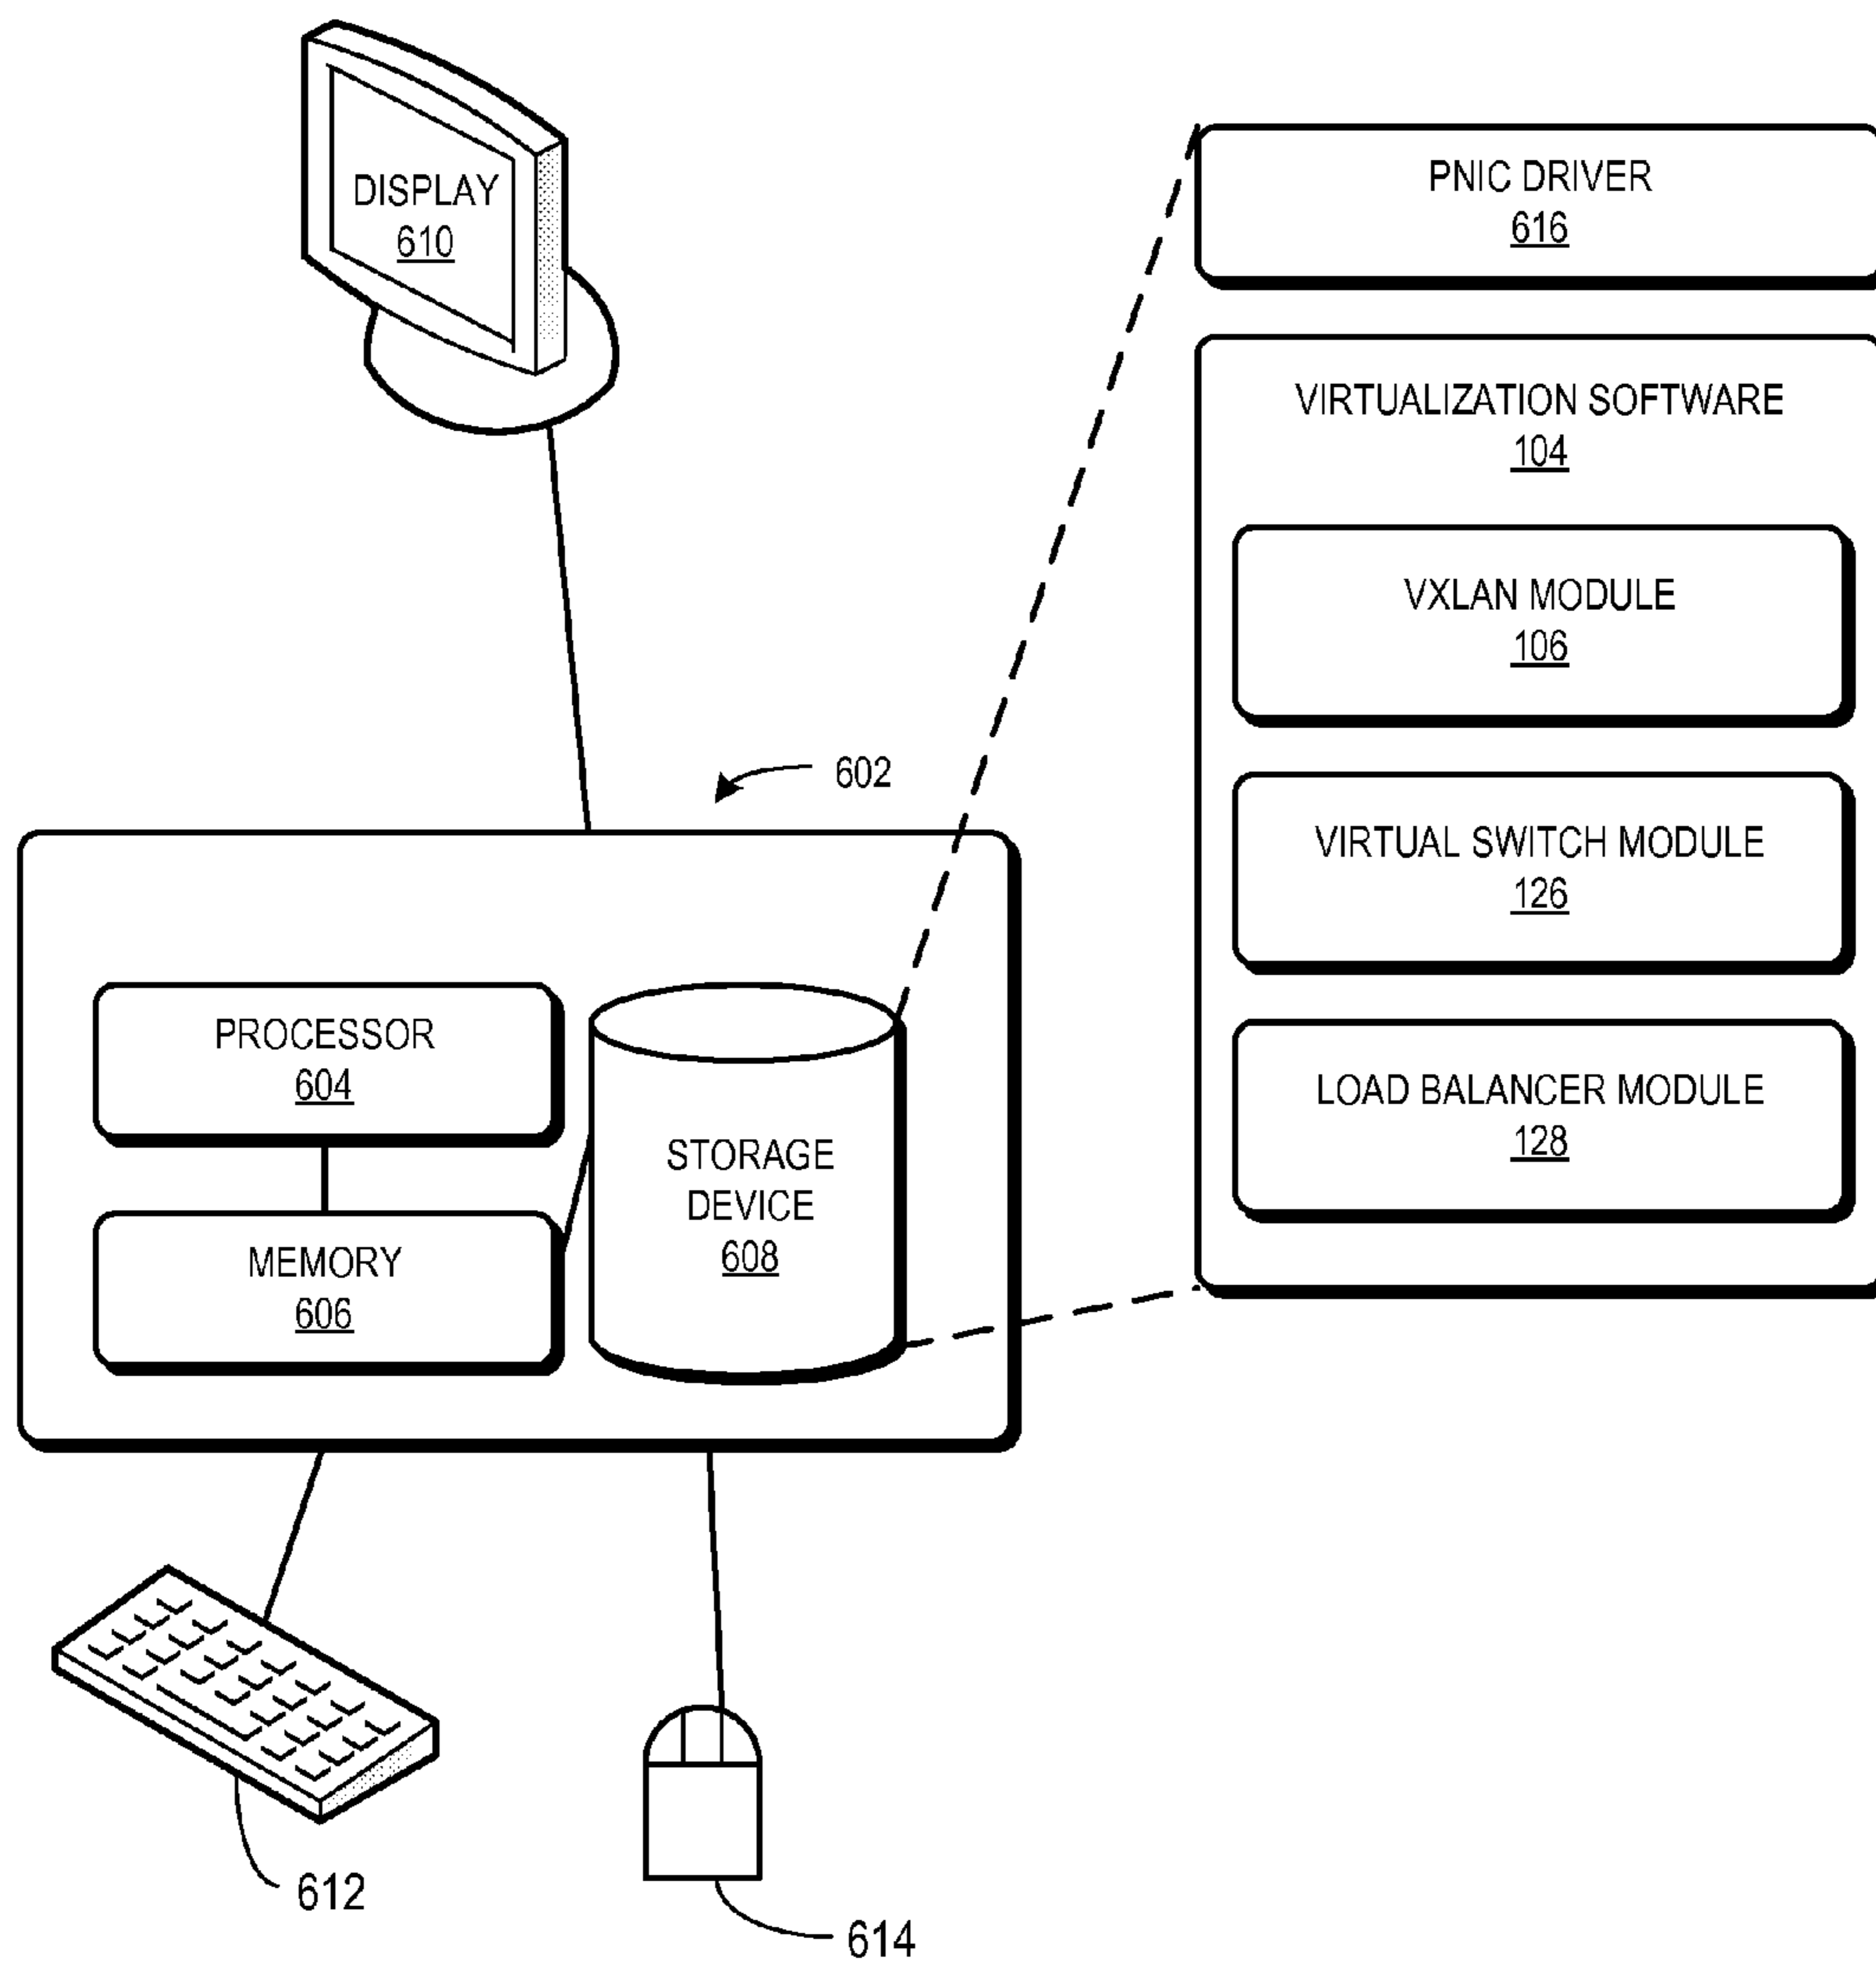 DISPLAY
610
PNIC DRIVER
616
VIRTUALIZATION SOFTWARE
104
VXLAN MODULE
106
602
VIRTUAL SWITCH MODULE
126
PROCESSOR
604
LOAD BALANCER MODULE
128
STORAGE
DEVICE
608
MEMORY
606
612
614